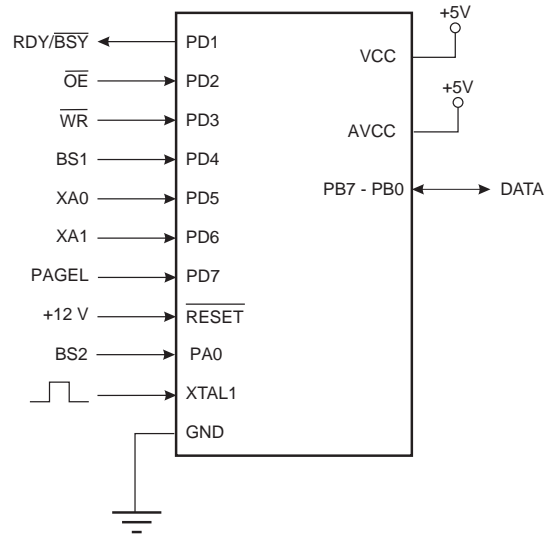 +5V
RDY/BSY PD1
VCC
OE PD2
+5V
WR PD3
AVCC
BS1 PD4
XA0 PD5
PB7 - PB0 DATA
XA1 PD6
PAGEL PD7
+12 V RESET
BS2 PA0
XTAL1
GND